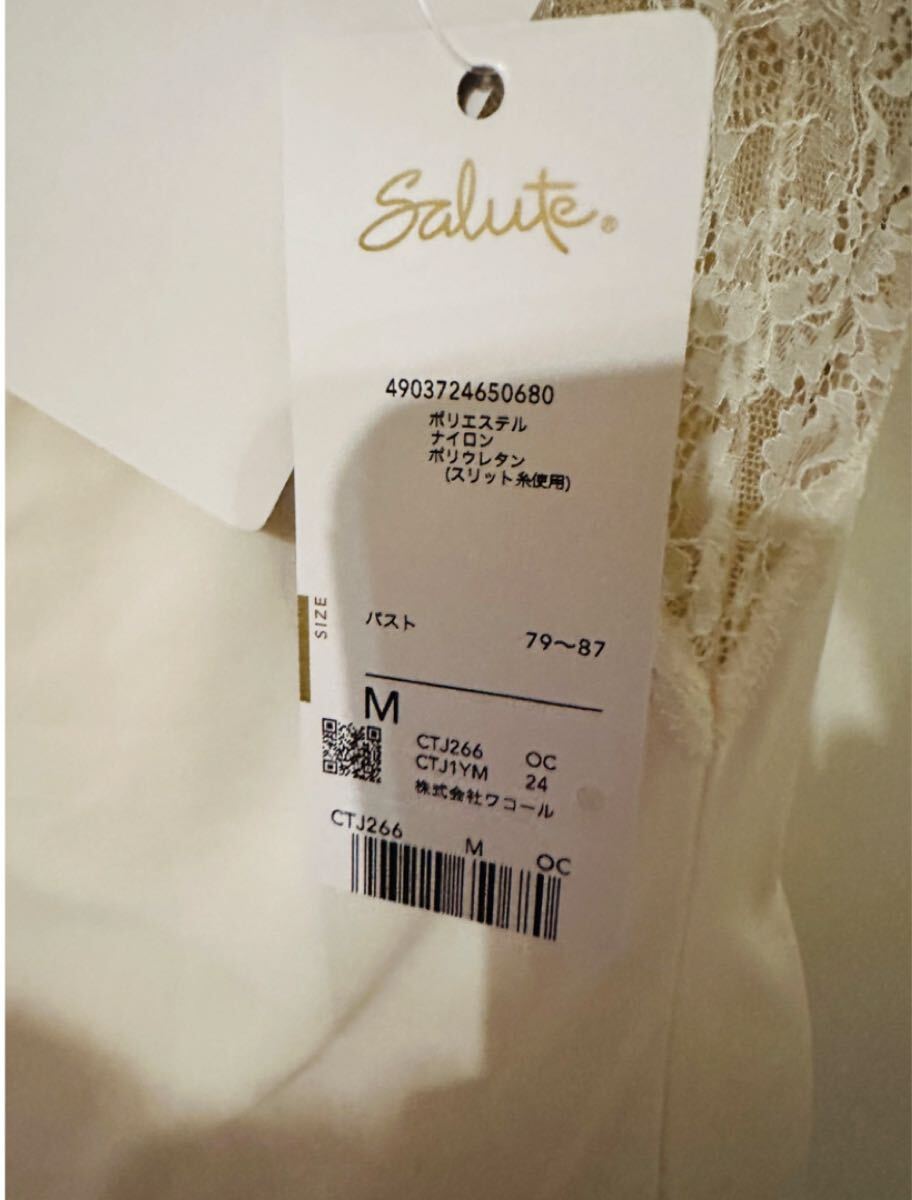 Salute®
4903724650680
ポリエステル
ナイロン
ポリウレタン
(スリット糸使用)
SIZE
バスト 79～87
M
CTJ266 OC
CTJ1YM 24
株式会社ワコール
CTJ266 M OC